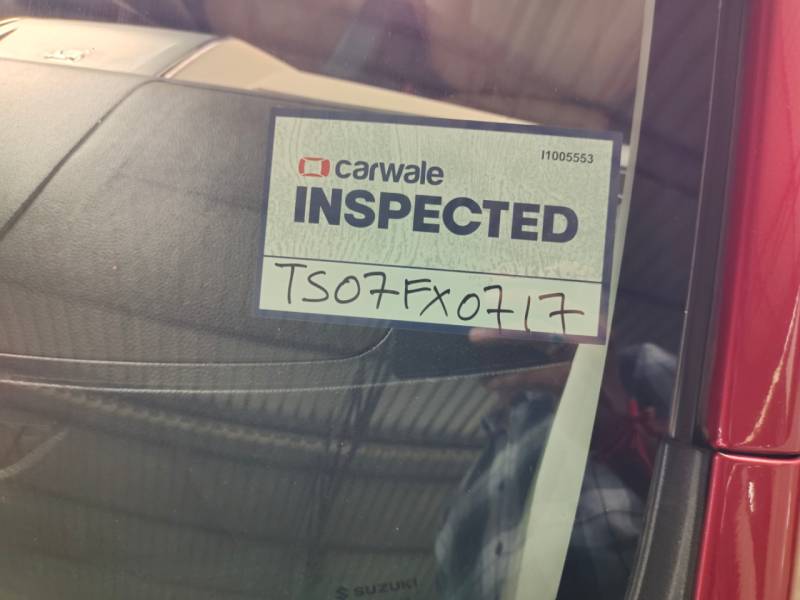 I1005553
carwale
INSPECTED
TS07FX0717
SUZUKI